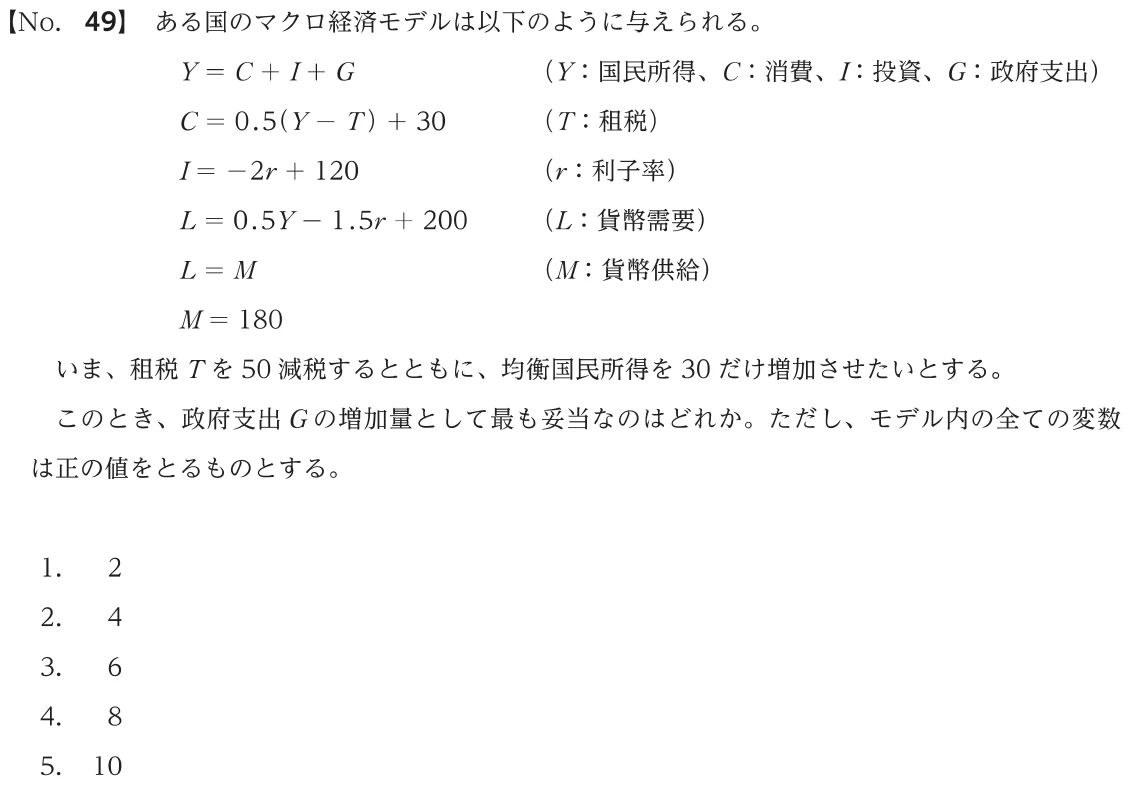 【No. 49】 ある国のマクロ経済モデルは以下のように与えられる。
Y = C + I + G （Y：国民所得、C：消費、I：投資、G：政府支出）
C = 0.5(Y − T) + 30 （T：租税）
I = −2r + 120 （r：利子率）
L = 0.5Y − 1.5r + 200 （L：貨幣需要）
L = M （M：貨幣供給）
M = 180
いま、租税 T を 50 減税するとともに、均衡国民所得を 30 だけ増加させたいとする。
このとき、政府支出 G の増加量として最も妥当なのはどれか。ただし、モデル内の全ての変数
は正の値をとるものとする。
1. 2
2. 4
3. 6
4. 8
5. 10